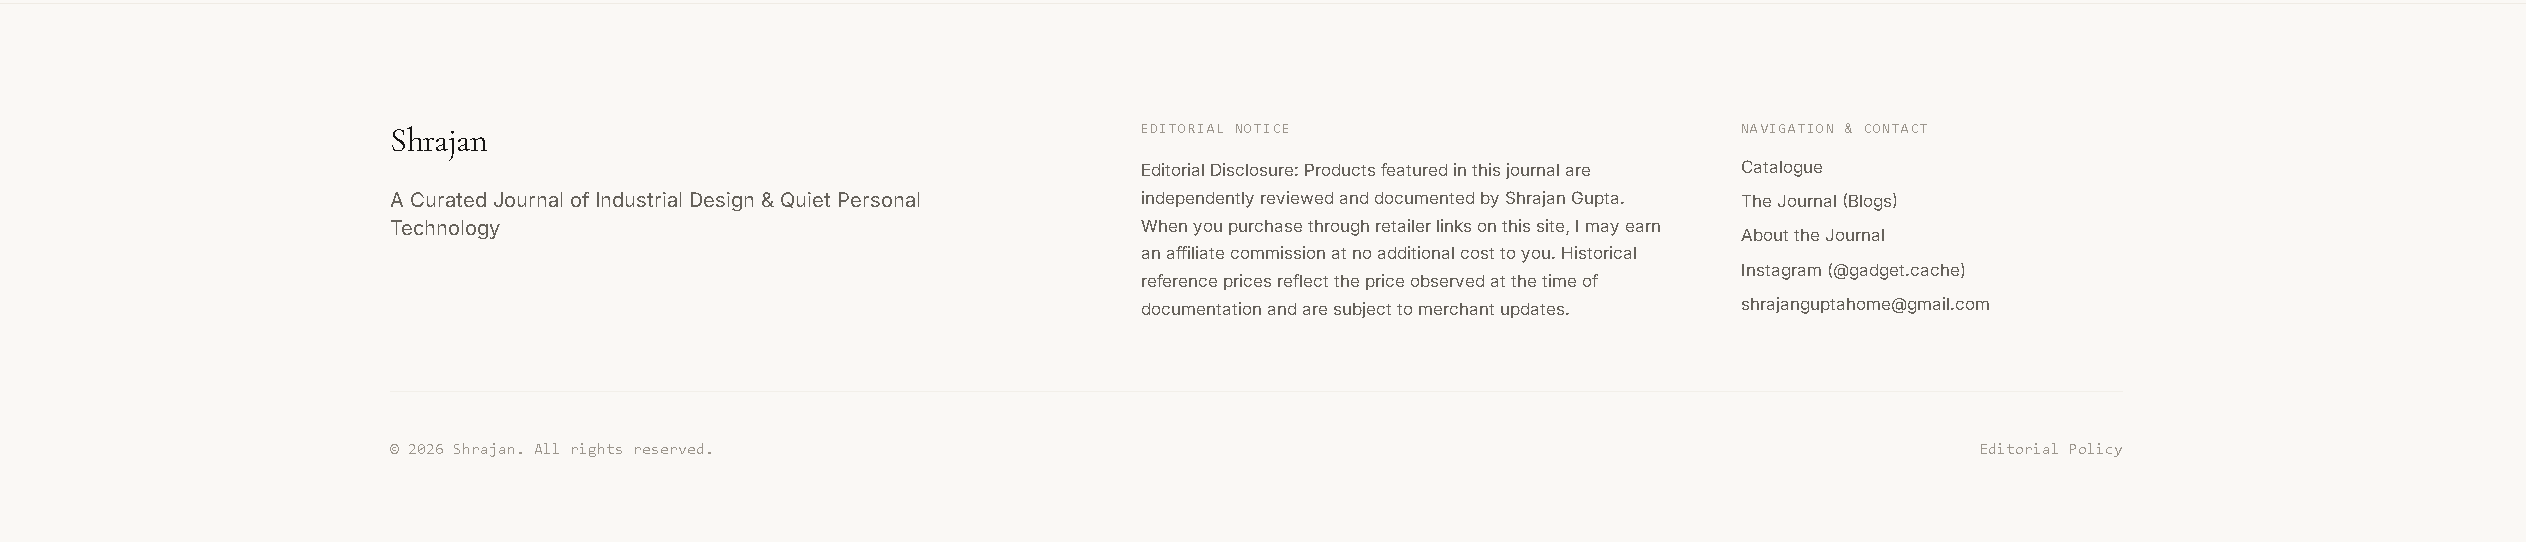 Shrajan
A Curated Journal of Industrial Design & Quiet Personal
Technology
EDITORIAL NOTICE
Editorial Disclosure: Products featured in this journal are
independently reviewed and documented by Shrajan Gupta.
When you purchase through retailer links on this site, I may earn
an affiliate commission at no additional cost to you. Historical
reference prices reflect the price observed at the time of
documentation and are subject to merchant updates.
NAVIGATION & CONTACT
Catalogue
The Journal (Blogs)
About the Journal
Instagram (@gadget.cache)
shrajanguptahome@gmail.com
© 2026 Shrajan. All rights reserved.
Editorial Policy